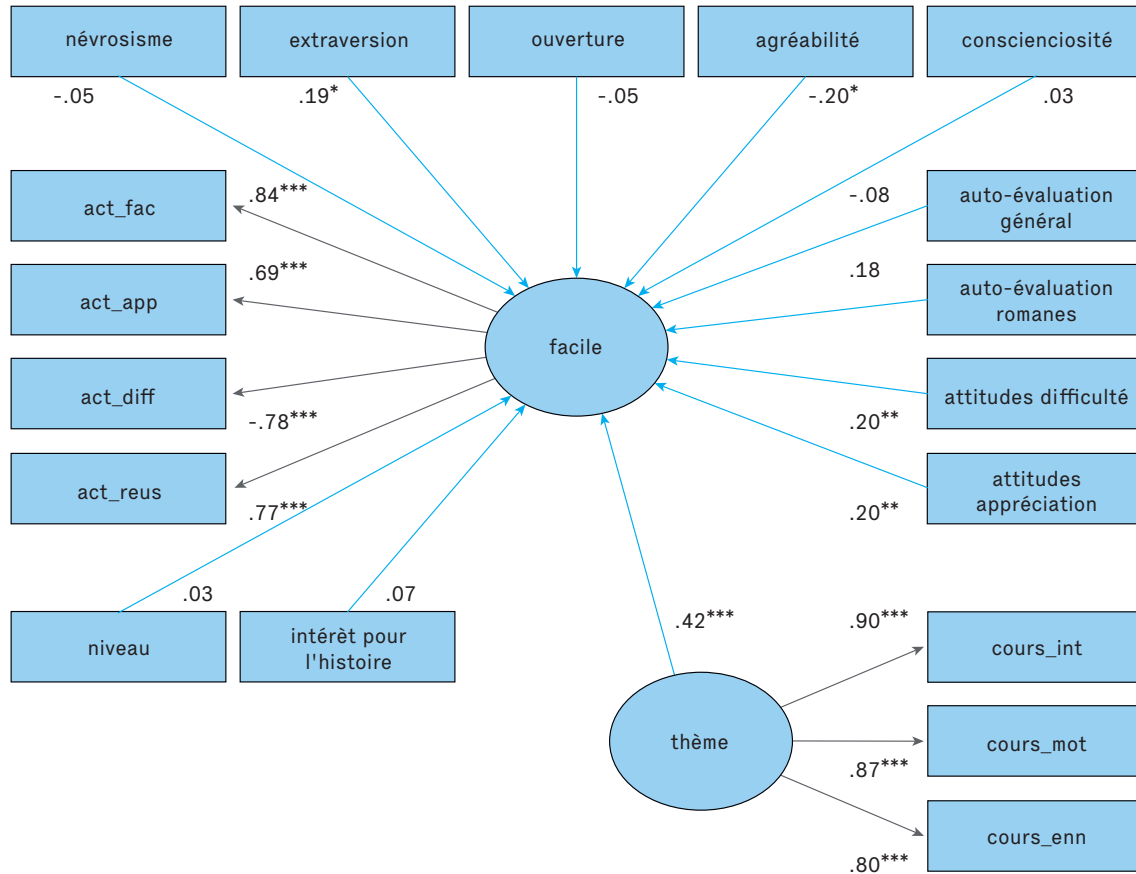 névrosisme
extraversion
ouverture
agréabilité
conscienciosité
-.05
.19*
-.05
-.20*
.03
act_fac
.84***
-.08
auto-évaluation
général
act_app
.69***
.18
auto-évaluation
romanes
facile
act_diff
-.78***
attitudes difficulté
.20**
act_reus
.77***
attitudes
appréciation
.20**
.03
.07
niveau
intérèt pour
l'histoire
.42***
.90***
cours_int
thème
cours_mot
.87***
cours_enn
.80***